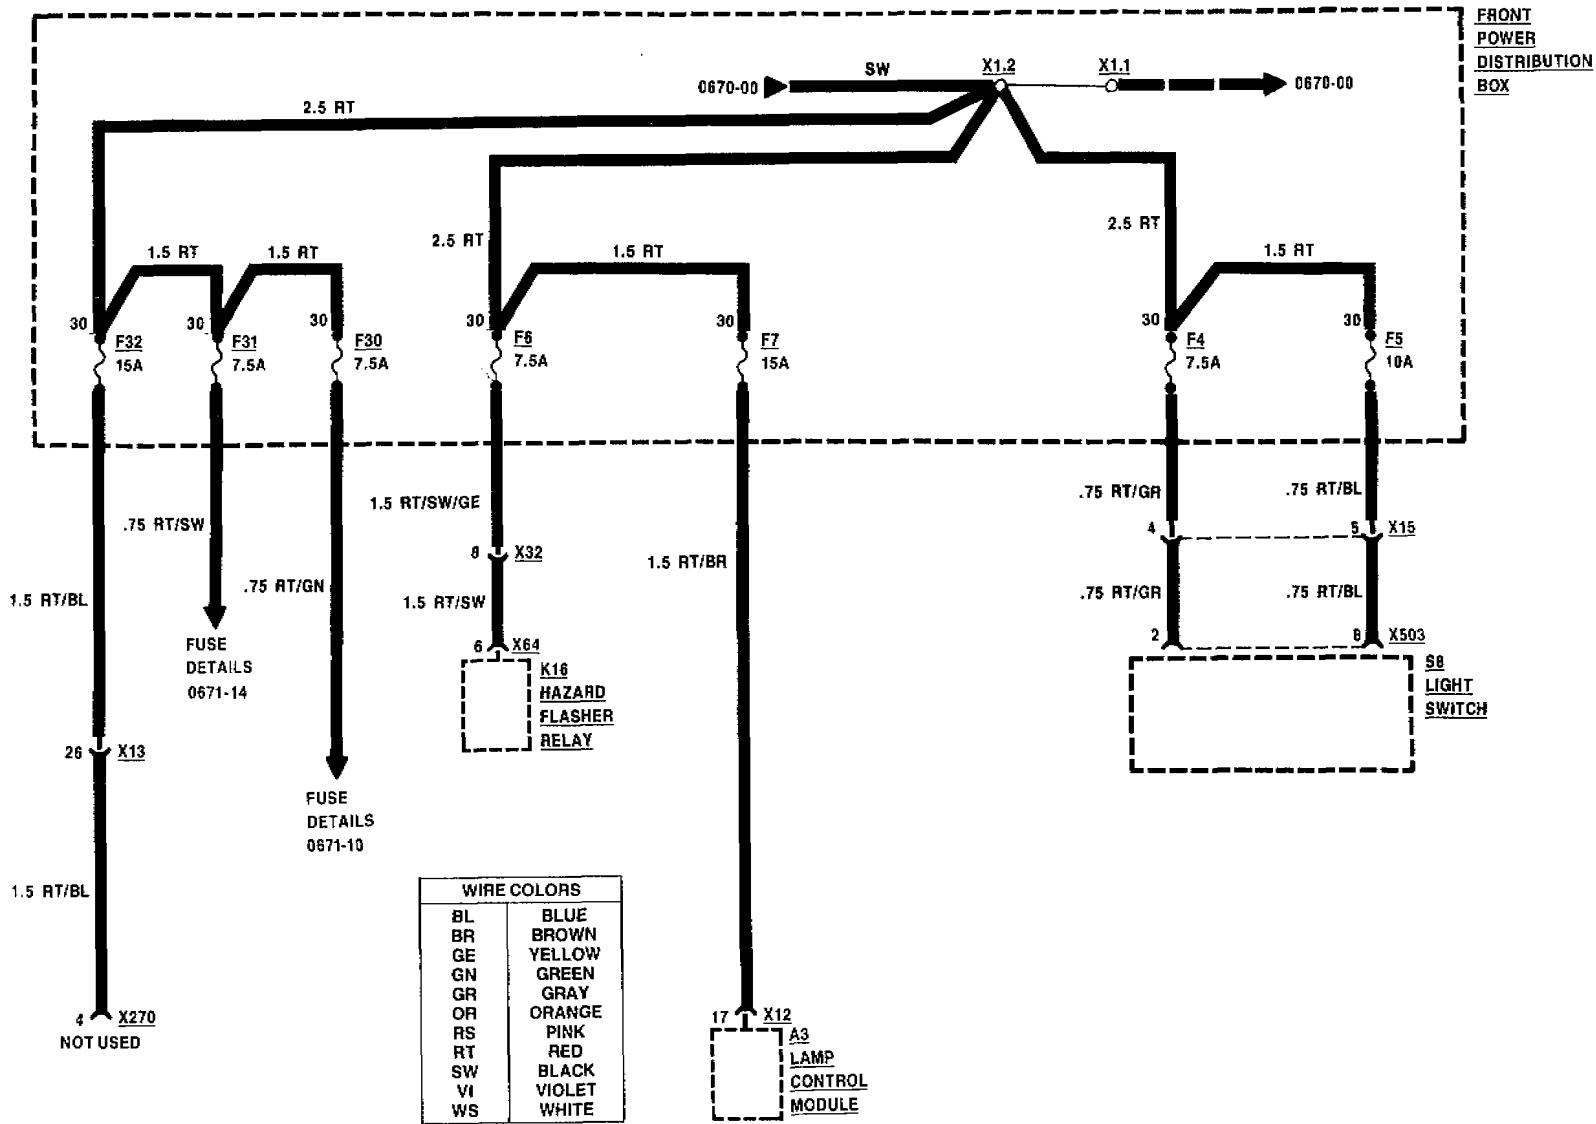 FRONT
POWER
DISTRIBUTION
BOX
0670-00
SW
X1.2
X1.1
0670-00
2.5 RT
2.5 RT
2.5 RT
1.5 RT
1.5 RT
1.5 RT
1.5 RT
30
F32
15A
30
F31
7.5A
30
F30
7.5A
30
F6
7.5A
30
F7
15A
30
F4
7.5A
30
F5
10A
1.5 RT/BL
.75 RT/SW
FUSE
DETAILS
0671-14
.75 RT/GN
FUSE
DETAILS
0671-10
26 X13
1.5 RT/BL
4 X270
NOT USED
1.5 RT/SW/GE
8 X32
1.5 RT/SW
6 X64
K16
HAZARD
FLASHER
RELAY
1.5 RT/BR
17 X12
A3
LAMP
CONTROL
MODULE
.75 RT/GR
.75 RT/BL
4
5 X15
.75 RT/GR
.75 RT/BL
2
8 X503
S8
LIGHT
SWITCH
WIRE COLORS
BL BLUE
BR BROWN
GE YELLOW
GN GREEN
GR GRAY
OR ORANGE
RS PINK
RT RED
SW BLACK
VI VIOLET
WS WHITE